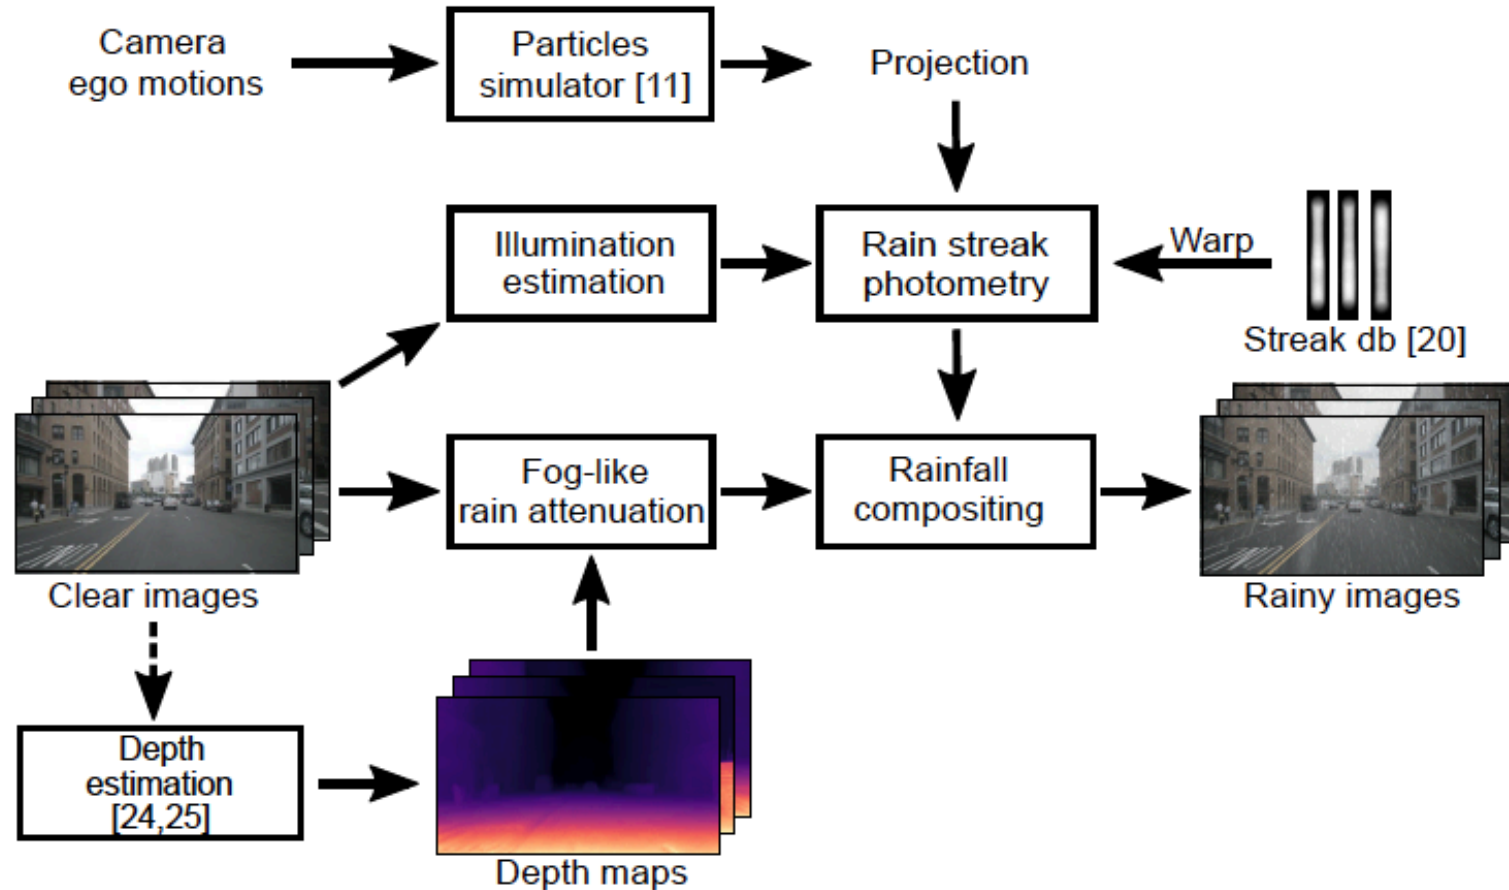 Camera
ego motions
Particles
simulator [11]
Projection
Illumination
estimation
Rain streak
photometry
Warp
Streak db [20]
Clear images
Fog-like
rain attenuation
Rainfall
compositing
Rainy images
Depth
estimation
[24,25]
Depth maps